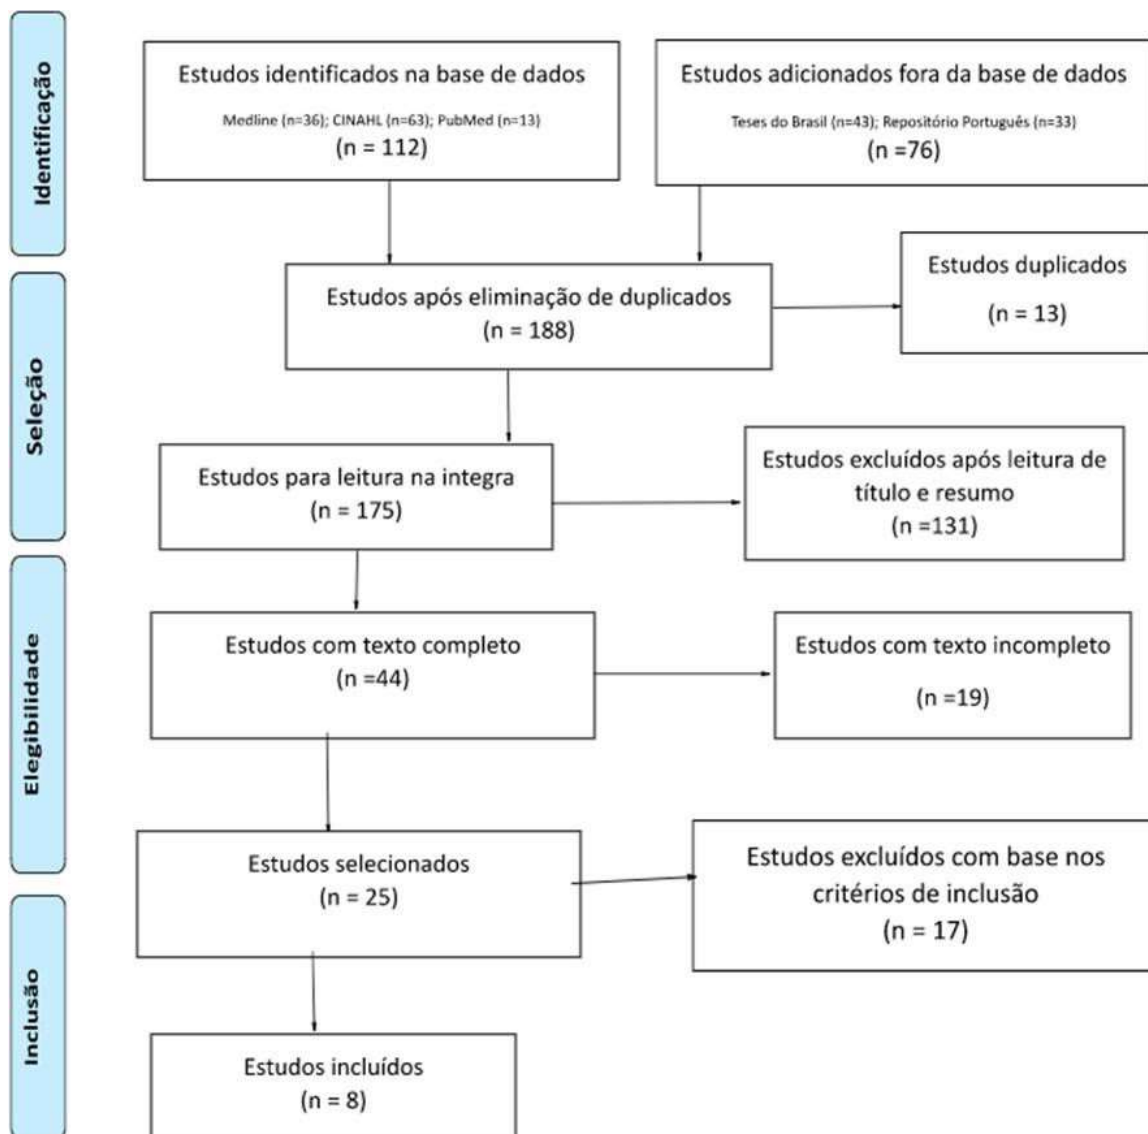 Identificação
Estudos identificados na base de dados
Medline (n=36); CINAHL (n=63); PubMed (n=13)
(n = 112)
Estudos adicionados fora da base de dados
Teses do Brasil (n=43); Repositório Português (n=33)
(n =76)
Seleção
Estudos após eliminação de duplicados
(n = 188)
Estudos duplicados
(n = 13)
Estudos para leitura na integra
(n = 175)
Estudos excluídos após leitura de
título e resumo
(n =131)
Elegibilidade
Estudos com texto completo
(n =44)
Estudos com texto incompleto
(n =19)
Estudos selecionados
(n = 25)
Estudos excluídos com base nos
critérios de inclusão
(n = 17)
Inclusão
Estudos incluídos
(n = 8)